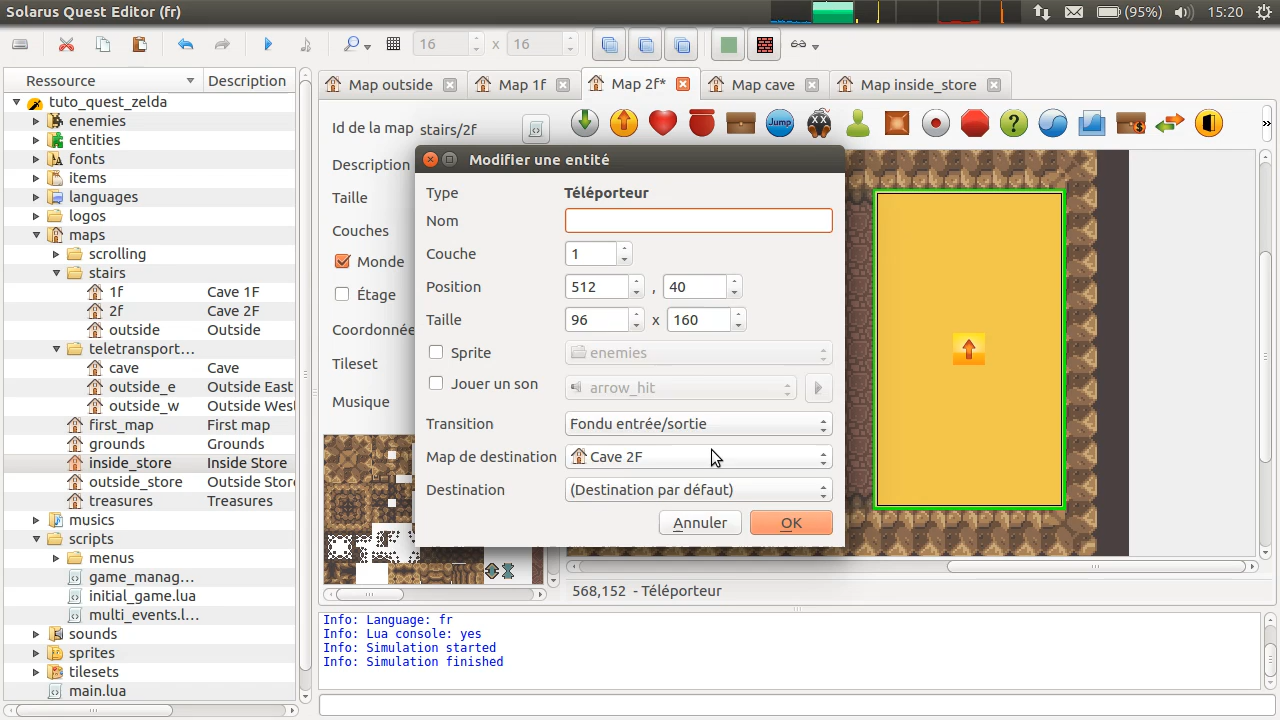 Solarus Quest Editor (fr)
(95%) 15:20
16 x 16
Ressource Description
tuto_quest_zelda
enemies
entities
fonts
items
languages
logos
maps
scrolling
stairs
1f Cave 1F
2f Cave 2F
outside Outside
teletransport...
cave Cave
outside_e Outside East
outside_w Outside West
first_map First map
grounds Grounds
inside_store Inside Store
outside_store Outside Store
treasures Treasures
musics
scripts
menus
game_manag...
initial_game.lua
multi_events.l...
sounds
sprites
tilesets
main.lua
Map outside Map 1f Map 2f* Map cave Map inside_store
Id de la map stairs/2f
Jump
Description
Taille
Couches
Monde
Étage
Coordonnée
Tileset
Musique
Modifier une entité
Type Téléporteur
Nom
Couche 1
Position 512 , 40
Taille 96 x 160
Sprite enemies
Jouer un son arrow_hit
Transition Fondu entrée/sortie
Map de destination Cave 2F
Destination (Destination par défaut)
Annuler OK
568,152 - Téléporteur
Info: Language: fr
Info: Lua console: yes
Info: Simulation started
Info: Simulation finished